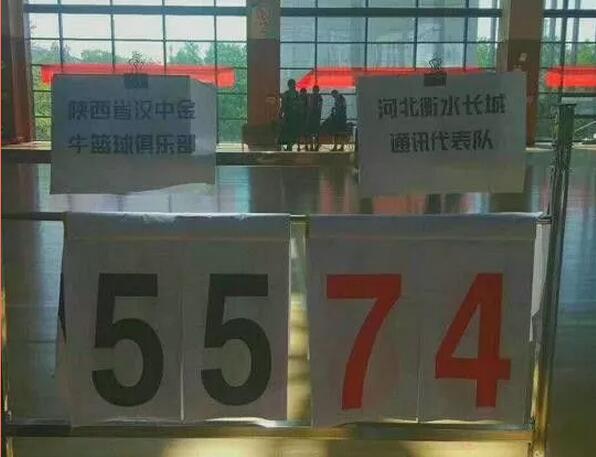 陕西省汉中金
牛篮球俱乐部
河北衡水长城
通讯代表队
55
74